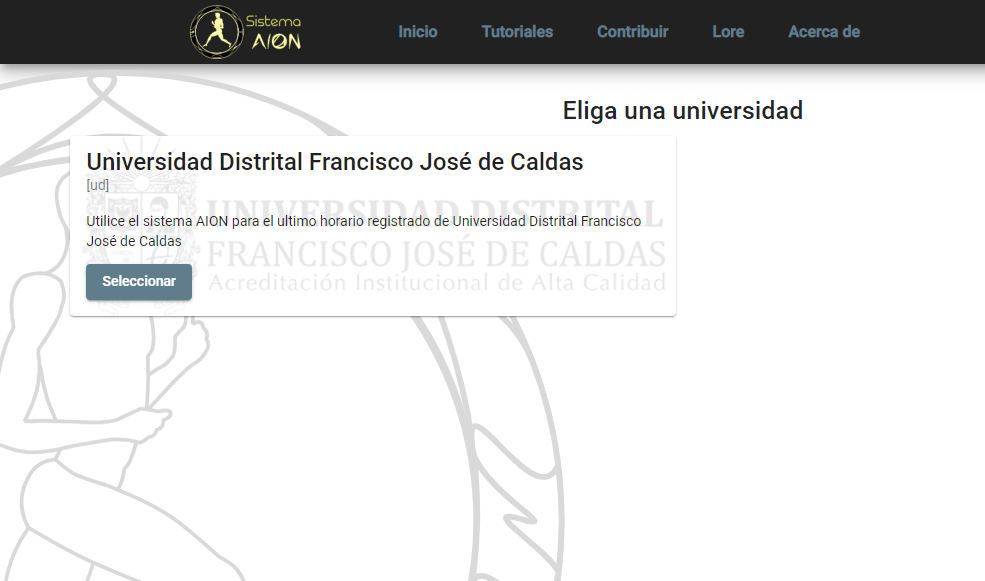 Sistema
AION
Inicio Tutoriales Contribuir Lore Acerca de
Eliga una universidad
Universidad Distrital Francisco José de Caldas
[ud]
Utilice el sistema AION para el ultimo horario registrado de Universidad Distrital Francisco
José de Caldas
UNIVERSIDAD DISTRITAL
FRANCISCO JOSÉ DE CALDAS
Acreditación Institucional de Alta Calidad
Seleccionar